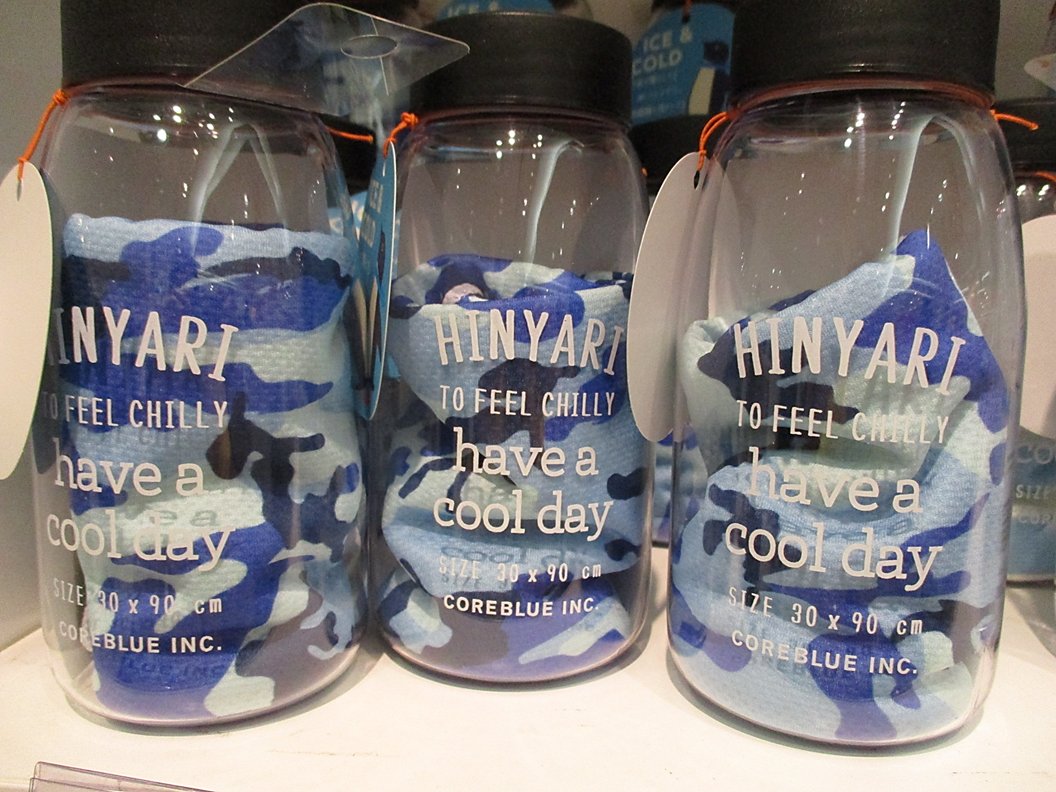 ICE &
COLD
HINYARI
TO FEEL CHILLY
have a
cool day
SIZE 30 x 90 cm
COREBLUE INC.
HINYARI
TO FEEL CHILLY
have a
cool day
SIZE 30 x 90 cm
COREBLUE INC.
HINYARI
TO FEEL CHILLY
have a
cool day
SIZE 30 x 90 cm
COREBLUE INC.
SIZE